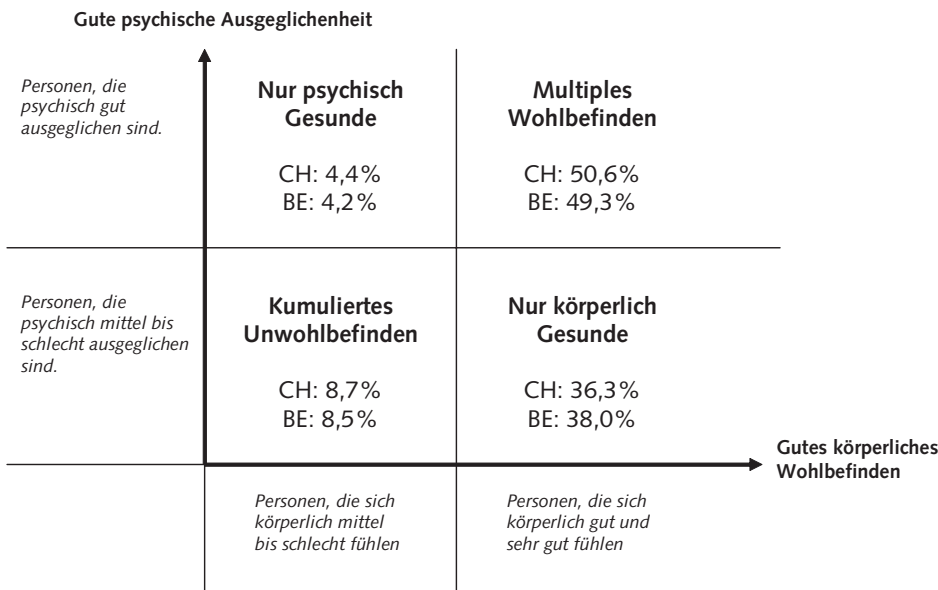 Gute psychische Ausgeglichenheit
Personen, die
psychisch gut
ausgeglichen sind.
Nur psychisch
Gesunde
CH: 4,4%
BE: 4,2%
Multiples
Wohlbefinden
CH: 50,6%
BE: 49,3%
Personen, die
psychisch mittel bis
schlecht ausgeglichen
sind.
Kumuliertes
Unwohlbefinden
CH: 8,7%
BE: 8,5%
Nur körperlich
Gesunde
CH: 36,3%
BE: 38,0%
Gutes körperliches
Wohlbefinden
Personen, die sich
körperlich mittel
bis schlecht fühlen
Personen, die sich
körperlich gut und
sehr gut fühlen